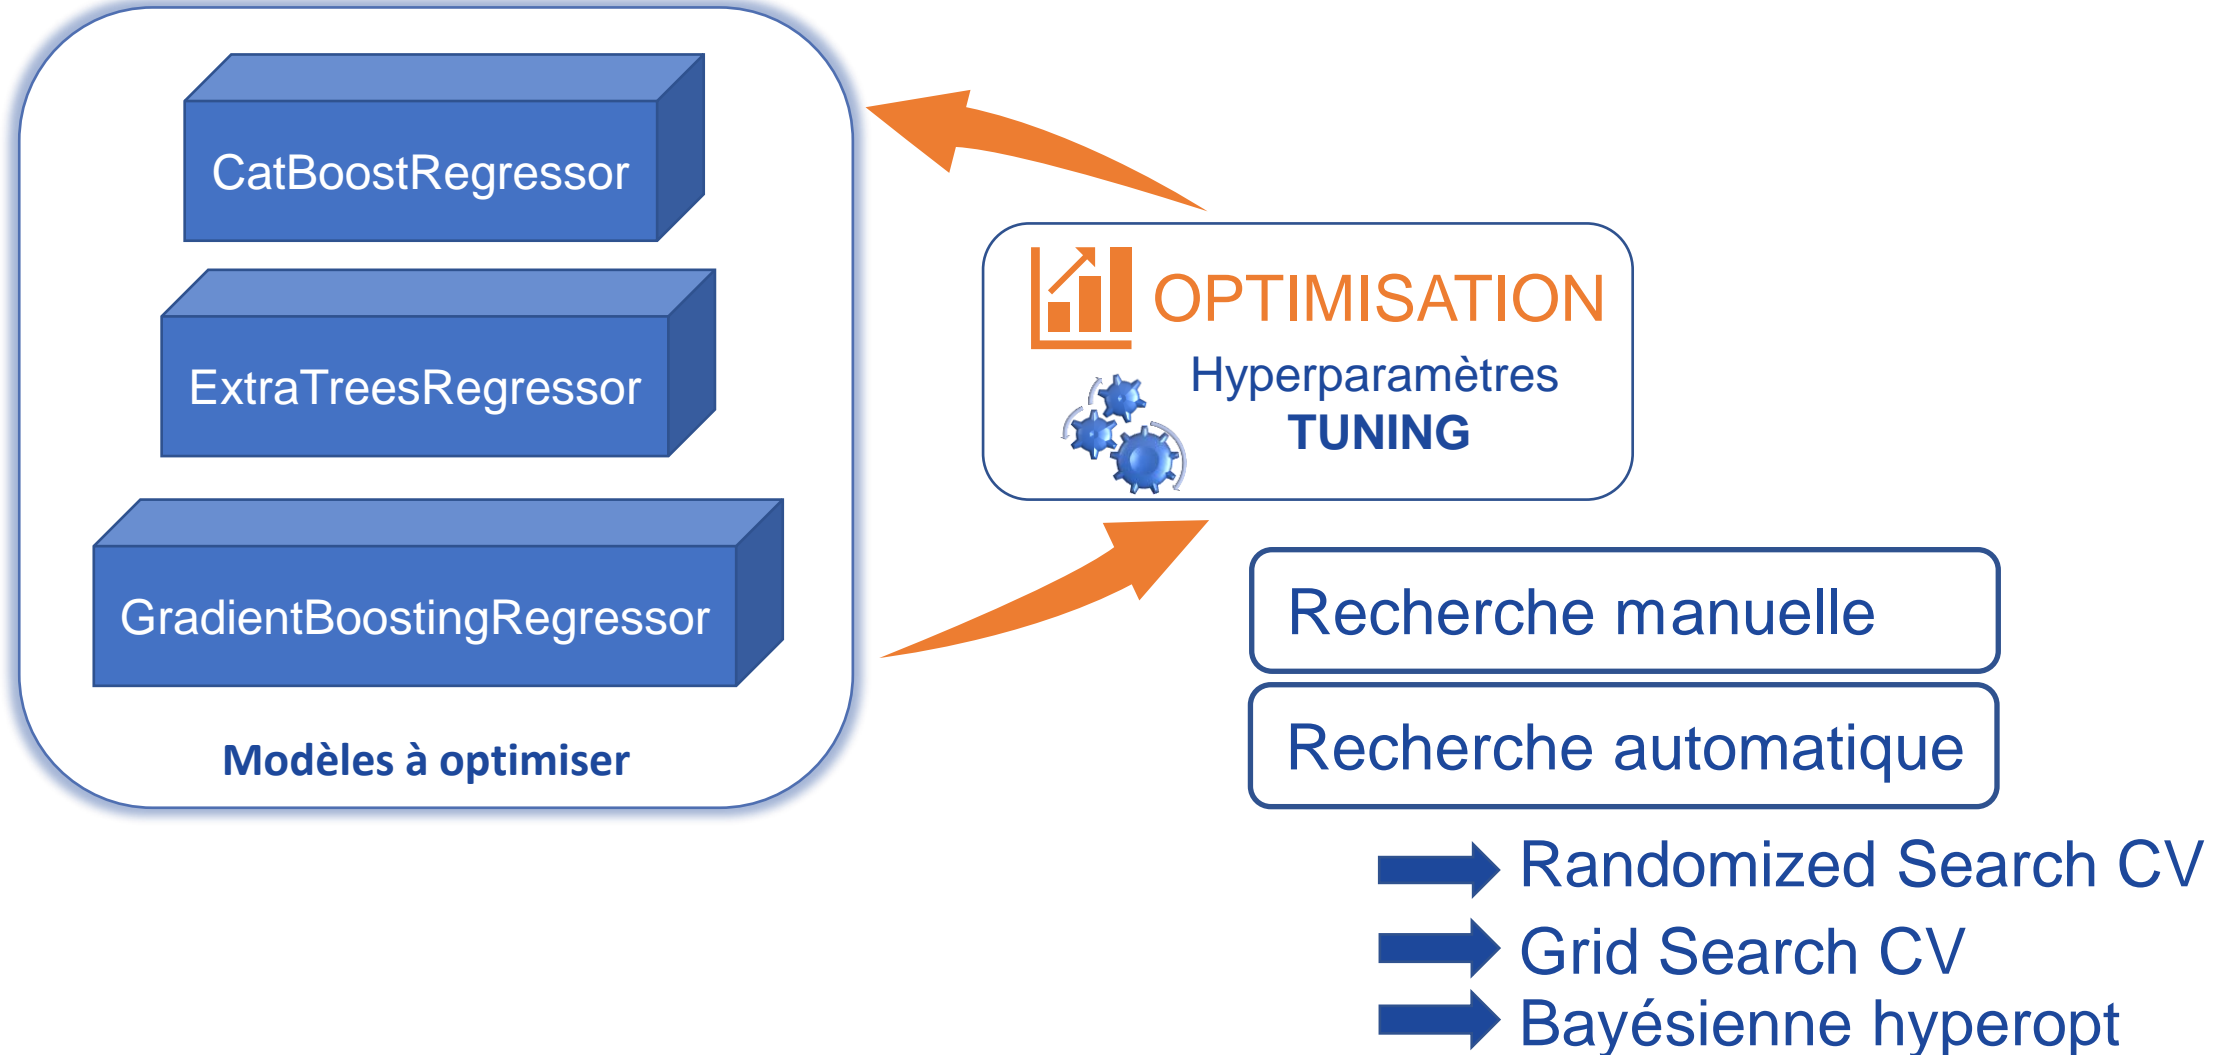 CatBoostRegressor
ExtraTreesRegressor
GradientBoostingRegressor
Modèles à optimiser
OPTIMISATION
Hyperparamètres
TUNING
Recherche manuelle
Recherche automatique
Randomized Search CV
Grid Search CV
Bayésienne hyperopt